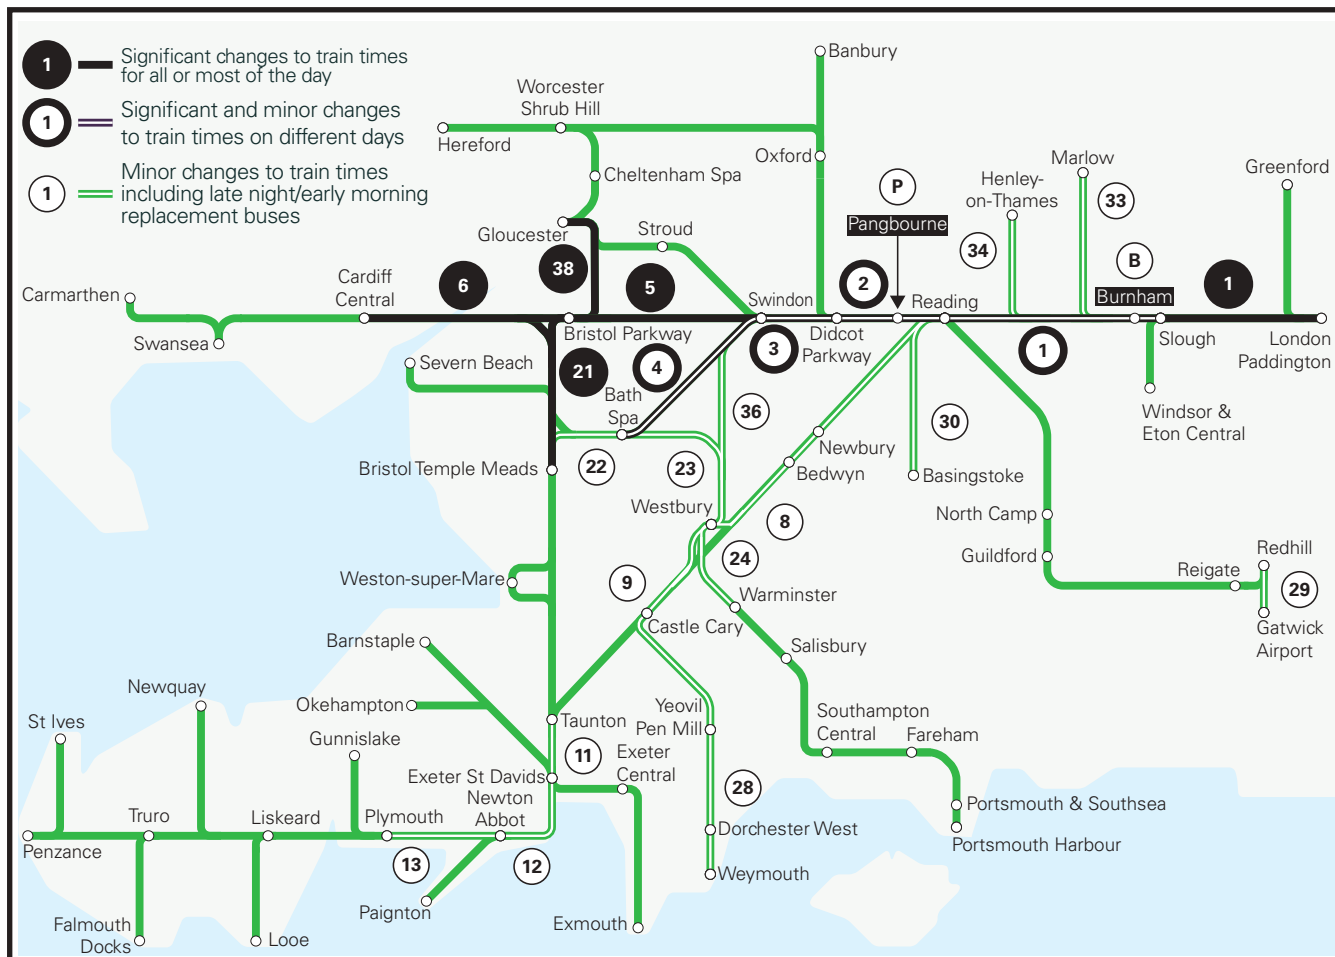 1
Significant changes to train times
for all or most of the day
1
Significant and minor changes
to train times on different days
1
Minor changes to train times
including late night/early morning
replacement buses
Banbury
Worcester
Shrub Hill
Hereford
Oxford
Cheltenham Spa
P
Pangbourne
Henley-
on-Thames
Marlow
33
Greenford
34
Gloucester
Stroud
38
6
5
2
B
Burnham
1
Carmarthen
Cardiff
Central
Swansea
Bristol Parkway
Swindon
Didcot
Parkway
Reading
Slough
London
Paddington
3
1
Severn Beach
21
4
Bath
Spa
36
30
Windsor &
Eton Central
Newbury
Bedwyn
Basingstoke
Bristol Temple Meads
22
23
Westbury
8
North Camp
Guildford
24
Redhill
Reigate
29
Gatwick
Airport
Weston-super-Mare
9
Warminster
Castle Cary
Salisbury
Barnstaple
Newquay
Okehampton
St Ives
Gunnislake
Taunton
Yeovil
Pen Mill
Southampton
Central
Fareham
11
Exeter
Central
Exeter St Davids
28
Newton
Abbot
Portsmouth & Southsea
Portsmouth Harbour
Truro
Liskeard
Plymouth
Penzance
13
12
Dorchester West
Weymouth
Paignton
Exmouth
Falmouth
Docks
Looe